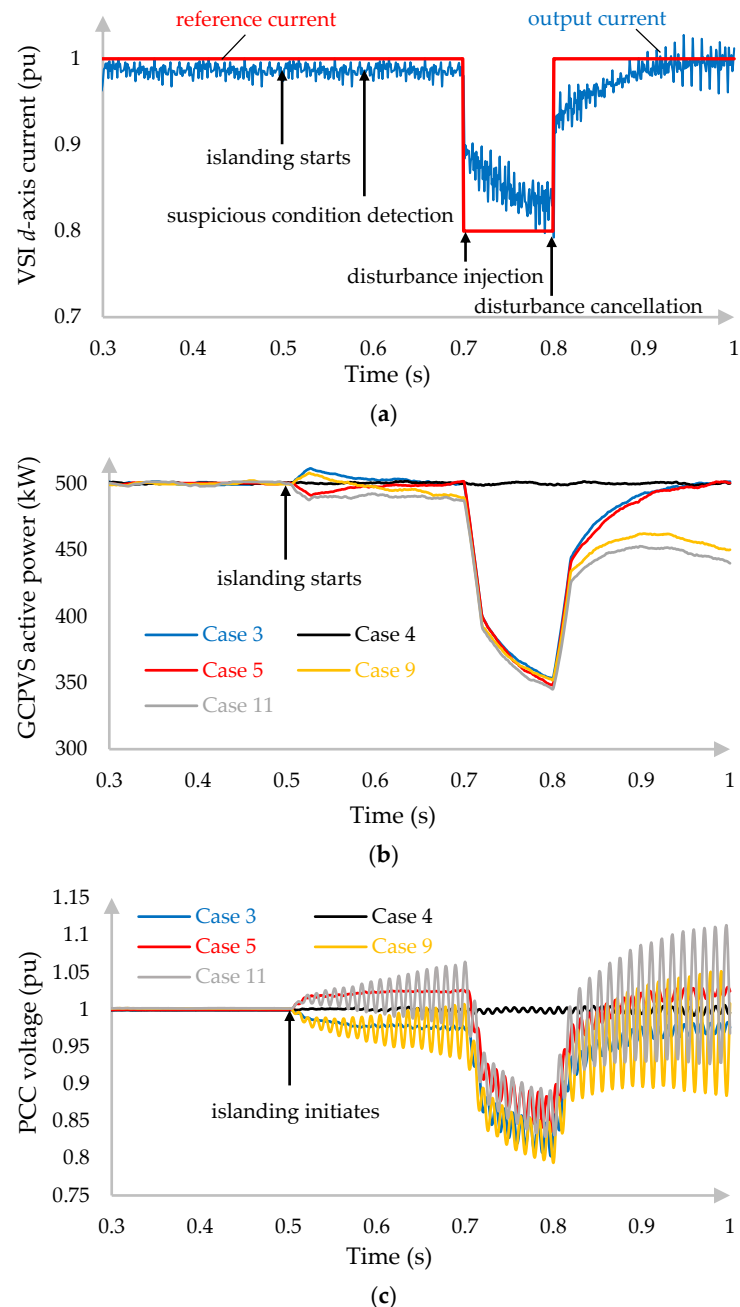 reference current
output current
VSI d-axis current (pu)
1
0.9
0.8
0.7
islanding starts
suspicious condition detection
disturbance injection
disturbance cancellation
0.3 0.4 0.5 0.6 0.7 0.8 0.9 1
Time (s)
(a)
GCPVS active power (kW)
500
450
400
350
300
islanding starts
Case 3 Case 4
Case 5 Case 9
Case 11
0.3 0.4 0.5 0.6 0.7 0.8 0.9 1
Time (s)
(b)
PCC voltage (pu)
1.15
1.1
1.05
1
0.95
0.9
0.85
0.8
0.75
Case 3 Case 4
Case 5 Case 9
Case 11
islanding initiates
0.3 0.4 0.5 0.6 0.7 0.8 0.9 1
Time (s)
(c)